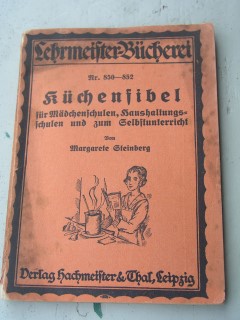 Lehrmeister-Bücherei
Nr. 830—832
Küchenfibel
für Mädchenschulen, Haushaltungs-
schulen und zum Selbstunterricht
Von
Margarete Steinberg
Verlag Hachmeister & Thal, Leipzig